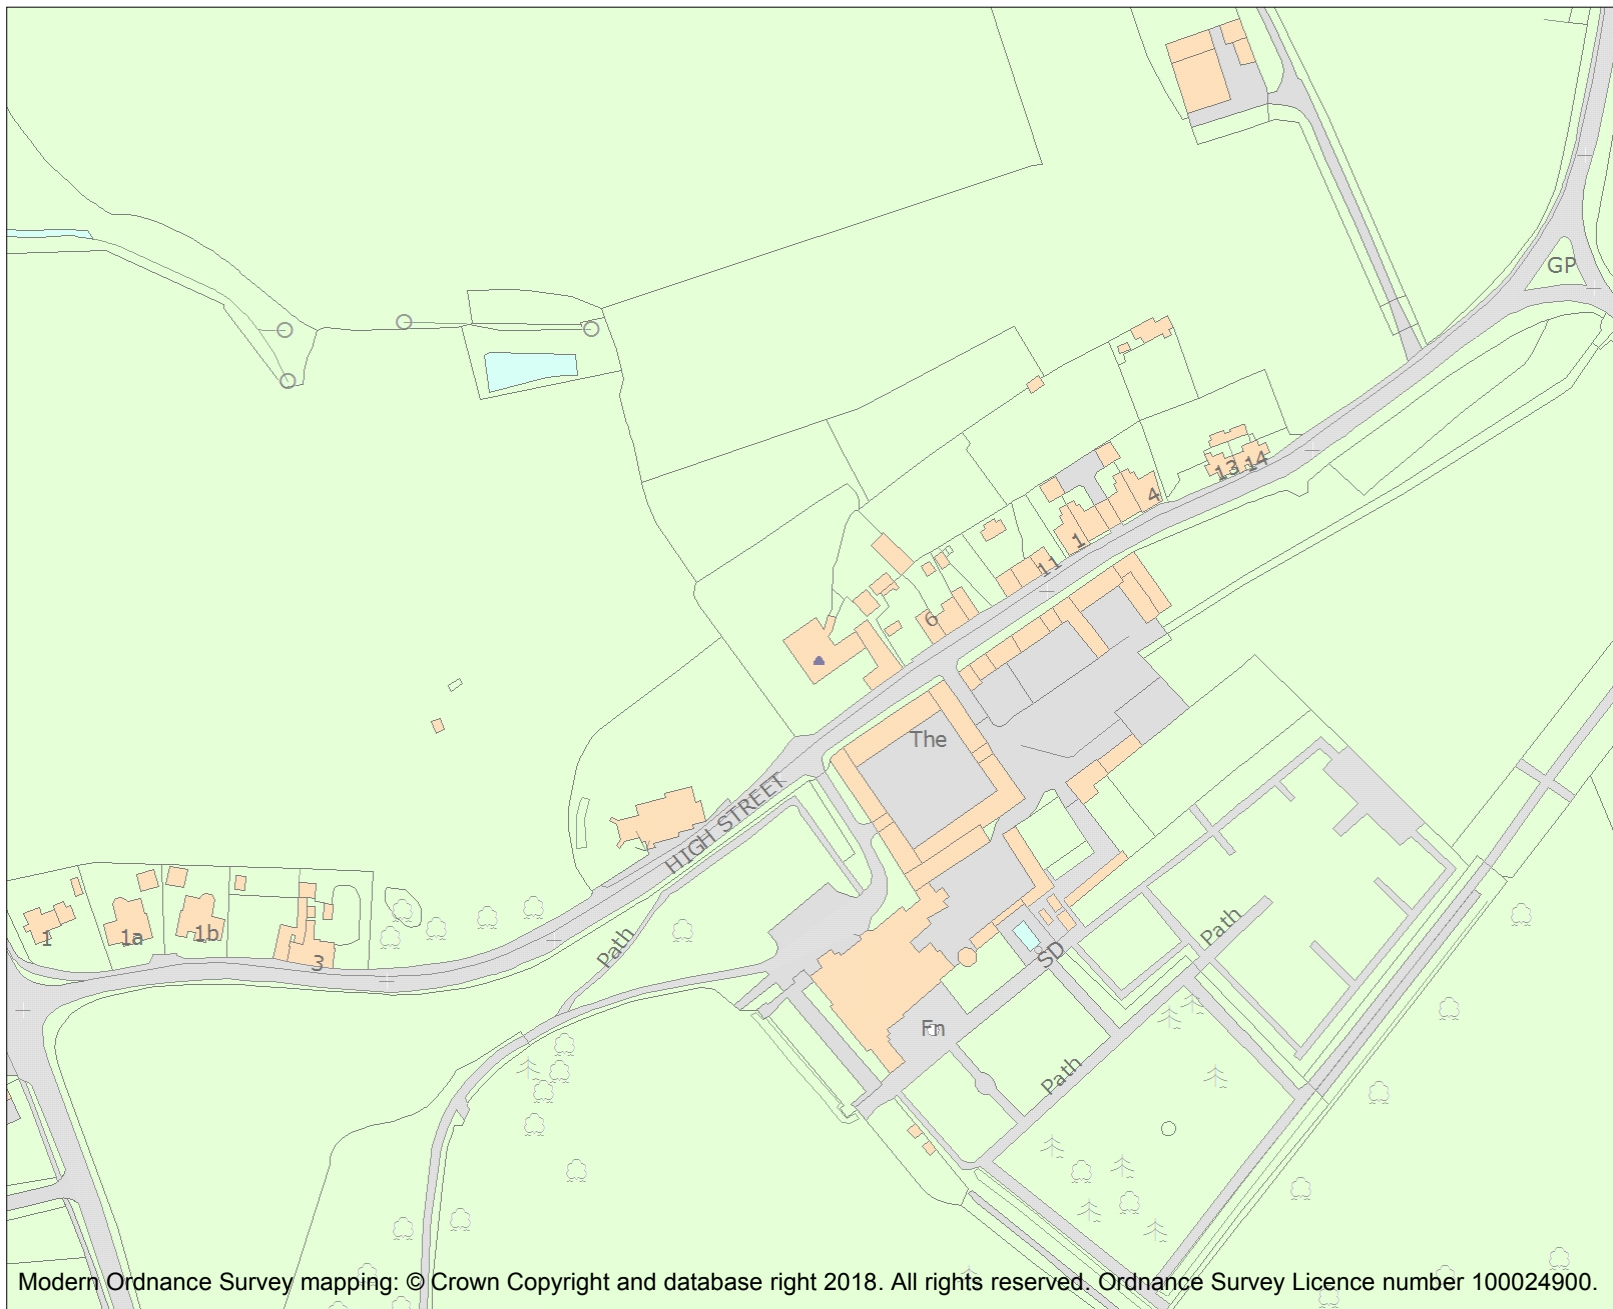 GP
13
14
4
1
11
6
The
HIGH STREET
1
1a
1b
3
Path
SD
Path
Fn
Path
Modern Ordnance Survey mapping: © Crown Copyright and database right 2018. All rights reserved. Ordnance Survey Licence number 100024900.